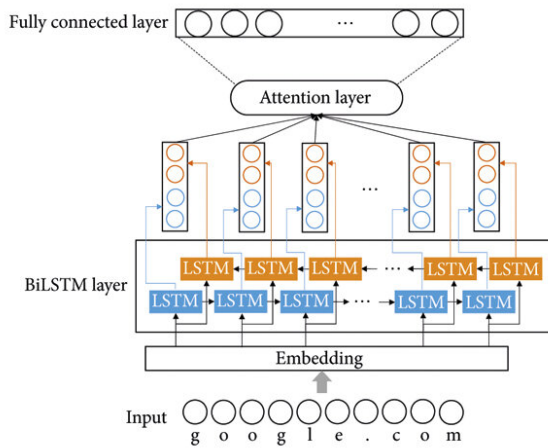 Fully connected layer
...
Attention layer
...
LSTM LSTM LSTM ... LSTM LSTM
BiLSTM layer
LSTM LSTM LSTM ... LSTM LSTM
Embedding
Input
g o o g l e . c o m